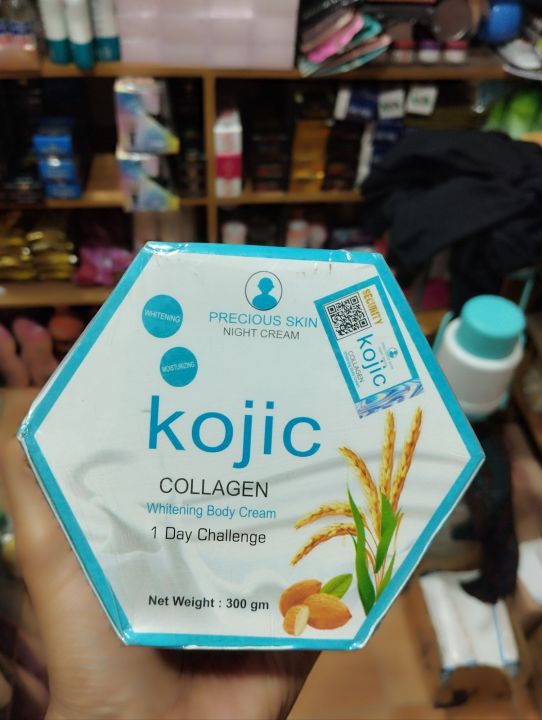 PRECIOUS SKIN
NIGHT CREAM
WHITENING
MOISTURIZING
SECURITY
kojic
COLLAGEN
kojic
COLLAGEN
Whitening Body Cream
1 Day Challenge
Net Weight : 300 gm